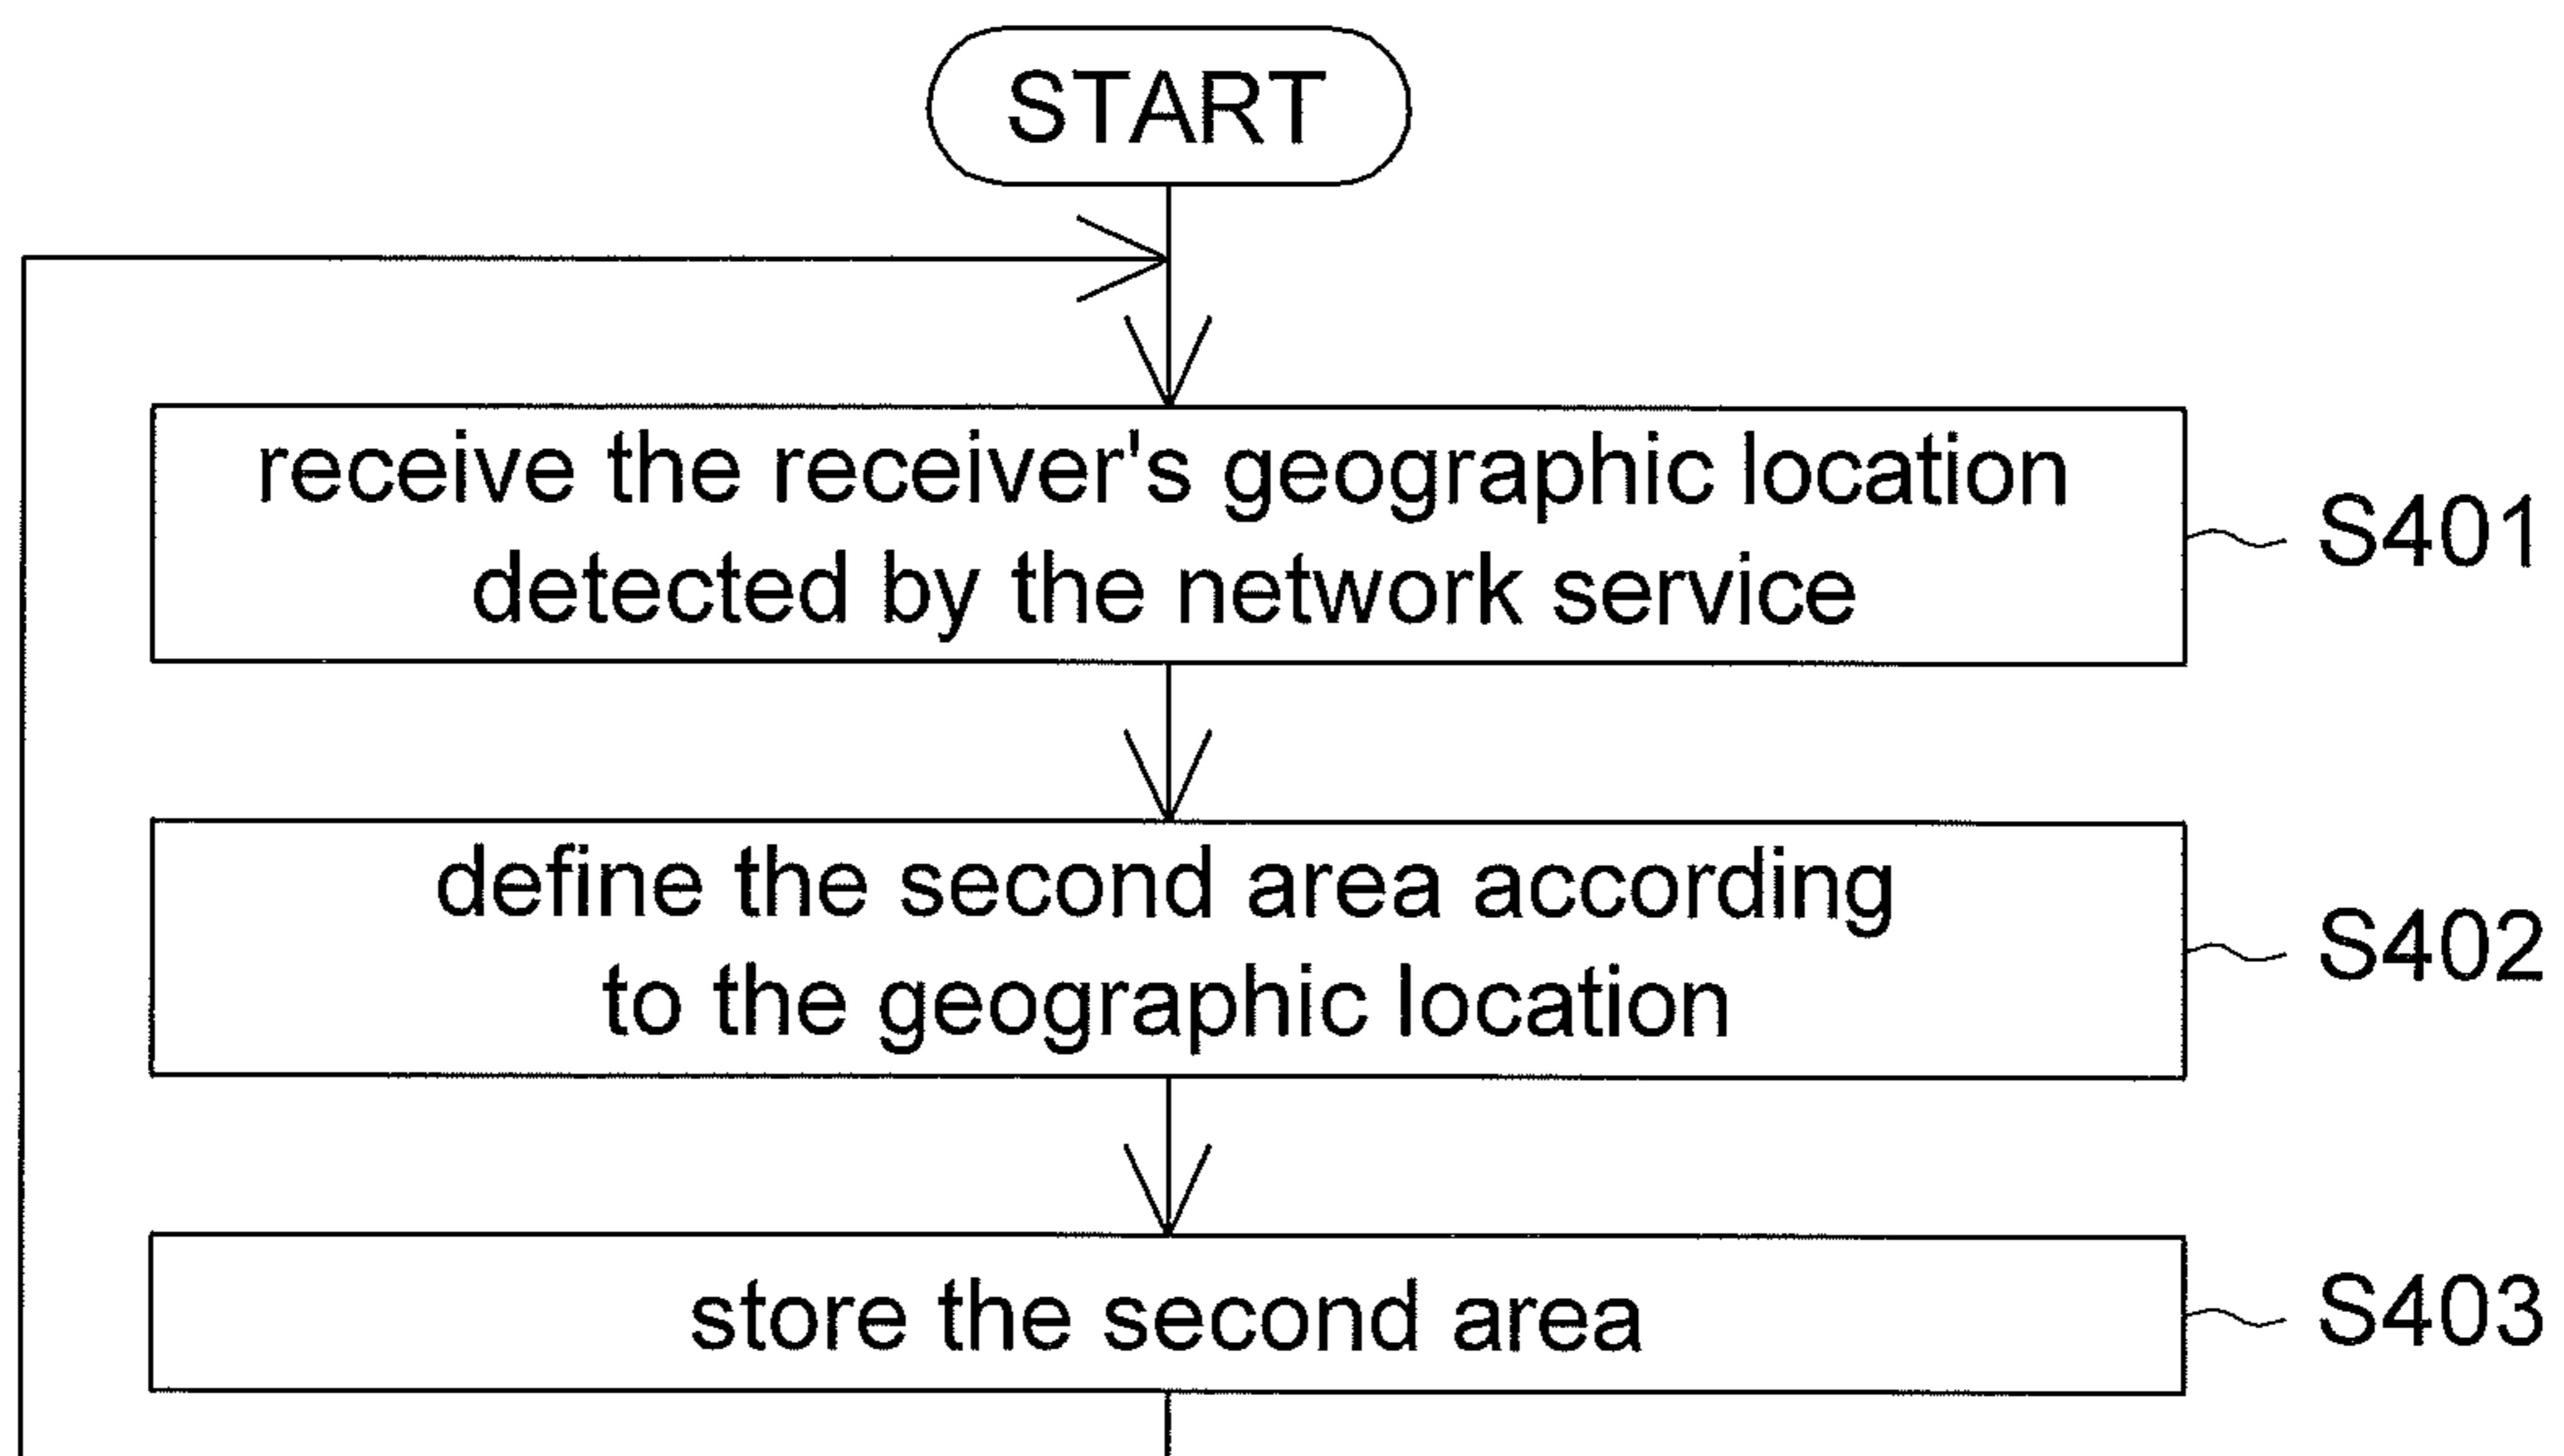 START
receive the receiver's geographic location
detected by the network service
S401
define the second area according
to the geographic location
S402
store the second area
S403